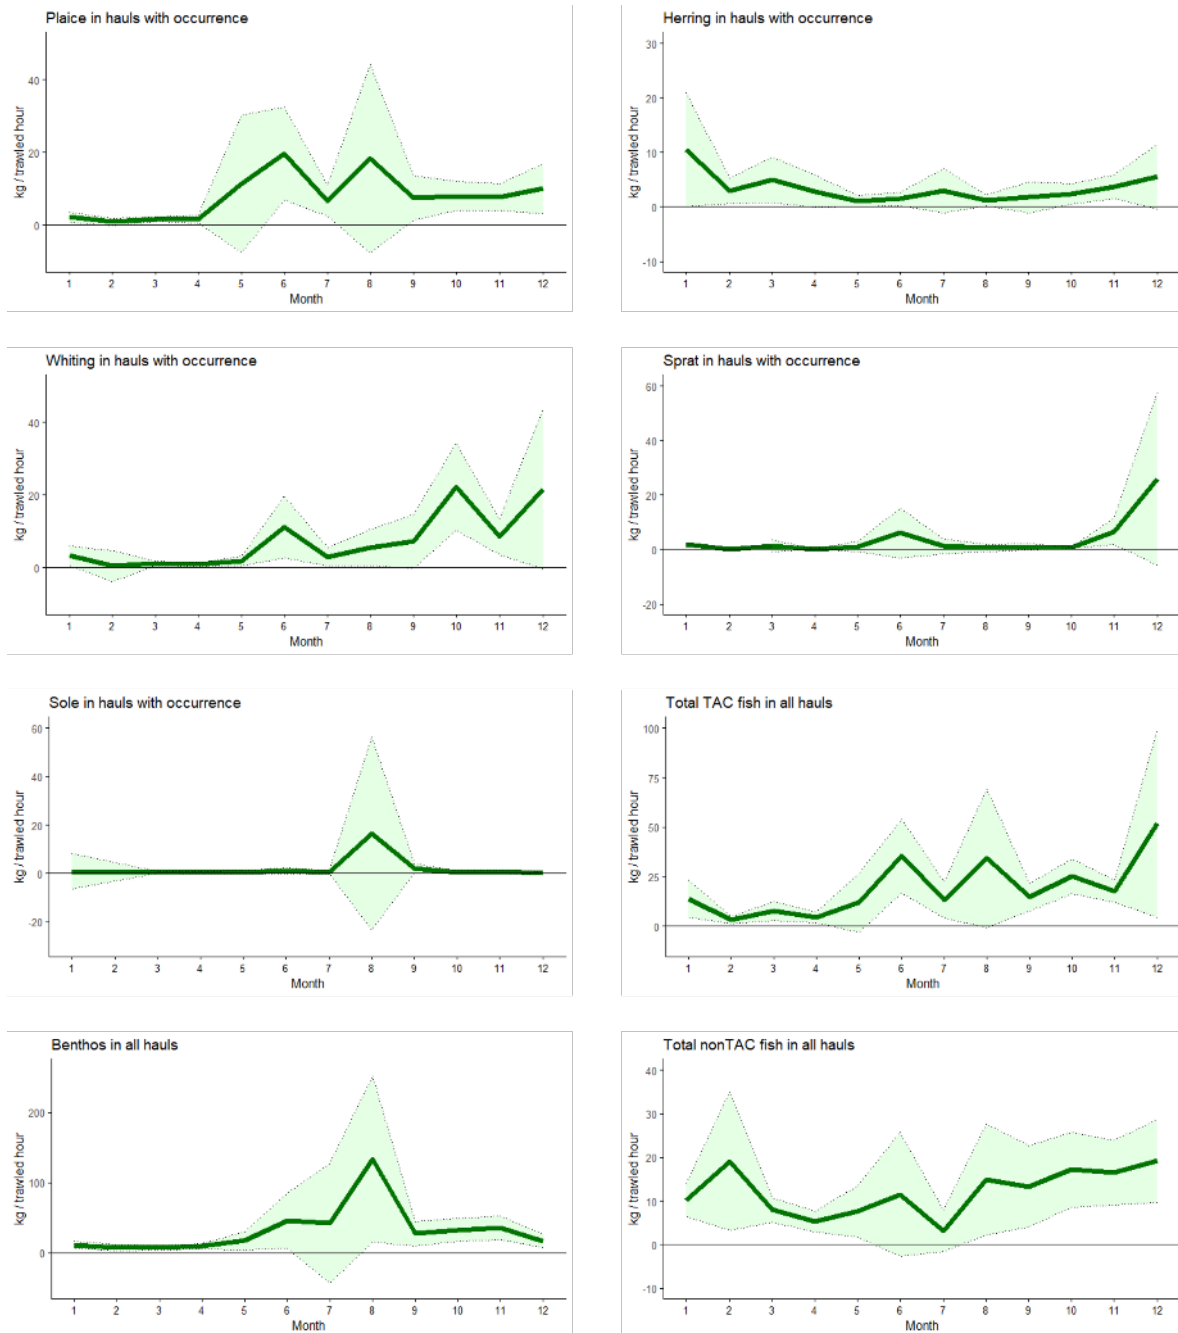 Plaice in hauls with occurrence
kg / trawled hour
40
20
0
1 2 3 4 5 6 7 8 9 10 11 12
Month
Herring in hauls with occurrence
kg / trawled hour
30
20
10
0
-10
1 2 3 4 5 6 7 8 9 10 11 12
Month
Whiting in hauls with occurrence
kg / trawled hour
40
20
0
1 2 3 4 5 6 7 8 9 10 11 12
Month
Sprat in hauls with occurrence
kg / trawled hour
60
40
20
0
-20
1 2 3 4 5 6 7 8 9 10 11 12
Month
Sole in hauls with occurrence
kg / trawled hour
60
40
20
0
-20
1 2 3 4 5 6 7 8 9 10 11 12
Month
Total TAC fish in all hauls
kg / trawled hour
100
75
50
25
0
1 2 3 4 5 6 7 8 9 10 11 12
Month
Benthos in all hauls
kg / trawled hour
200
100
0
1 2 3 4 5 6 7 8 9 10 11 12
Month
Total nonTAC fish in all hauls
kg / trawled hour
40
30
20
10
0
-10
1 2 3 4 5 6 7 8 9 10 11 12
Month